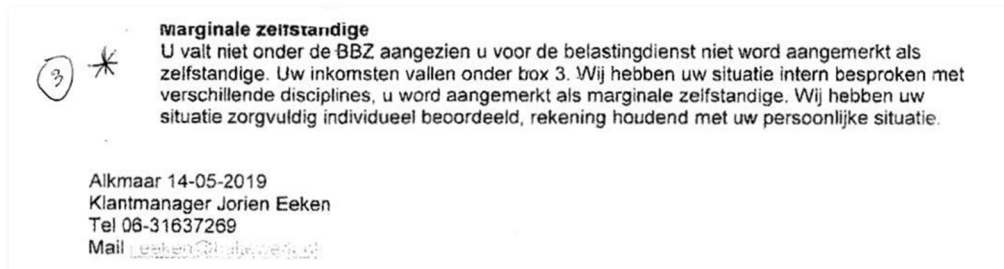 Marginale zelfstandige
U valt niet onder de BBZ aangezien u voor de belastingdienst niet word aangemerkt als
3 * zelfstandige. Uw inkomsten vallen onder box 3. Wij hebben uw situatie intern besproken met
verschillende disciplines, u word aangemerkt als marginale zelfstandige. Wij hebben uw
situatie zorgvuldig individueel beoordeeld, rekening houdend met uw persoonlijke situatie.
Alkmaar 14-05-2019
Klantmanager Jorien Eeken
Tel 06-31637269
Mail